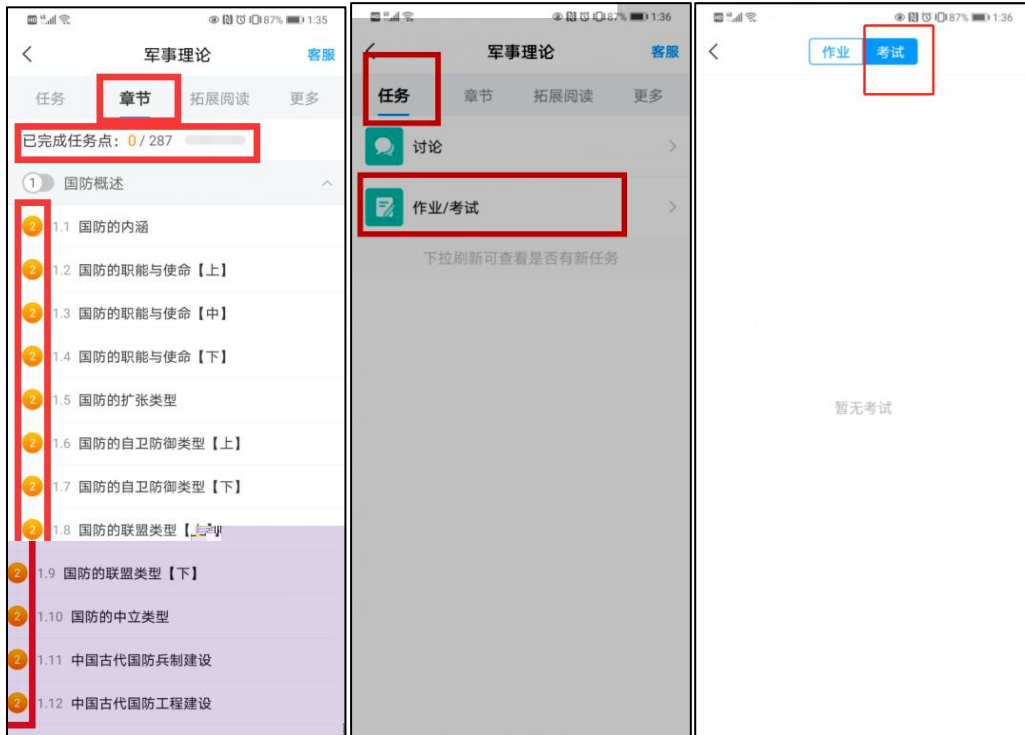 87% 1:35
军事理论
客服
任务
章节
拓展阅读
更多
已完成任务点：0 / 287
1 国防概述
2 1.1 国防的内涵
2 1.2 国防的职能与使命【上】
2 1.3 国防的职能与使命【中】
2 1.4 国防的职能与使命【下】
2 1.5 国防的扩张类型
2 1.6 国防的自卫防御类型【上】
2 1.7 国防的自卫防御类型【下】
2 1.8 国防的联盟类型【
2 1.9 国防的联盟类型【下】
2 1.10 国防的中立类型
2 1.11 中国古代国防兵制建设
2 1.12 中国古代国防工程建设
87% 1:36
军事理论
客服
任务
章节
拓展阅读
更多
讨论
作业/考试
下拉刷新可查看是否有新任务
87% 1:36
作业
考试
暂无考试